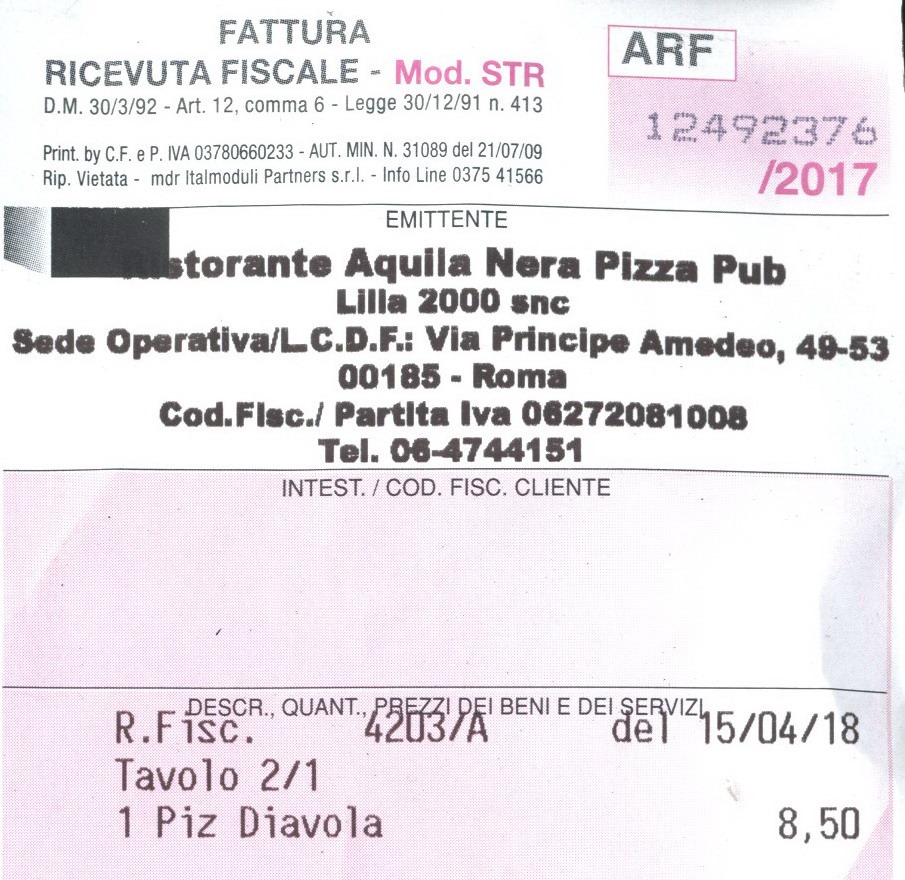 FATTURA
RICEVUTA FISCALE - Mod. STR
D.M. 30/3/92 - Art. 12, comma 6 - Legge 30/12/91 n. 413
Print. by C.F. e P. IVA 03780660233 - AUT. MIN. N. 31089 del 21/07/09
Rip. Vietata - mdr Italmoduli Partners s.r.l. - Info Line 0375 41566
ARF
12492376
/2017
EMITTENTE
Ristorante Aquila Nera Pizza Pub
Lilla 2000 snc
Sede Operativa/L.C.D.F.: Via Principe Amedeo, 49-53
00185 - Roma
Cod.Fisc./ Partita Iva 06272081008
Tel. 06-4744151
INTEST. / COD. FISC. CLIENTE
DESCR., QUANT., PREZZI DEI BENI E DEI SERVIZI
R.Fisc. 4203/A del 15/04/18
Tavolo 2/1
1 Piz Diavola 8,50